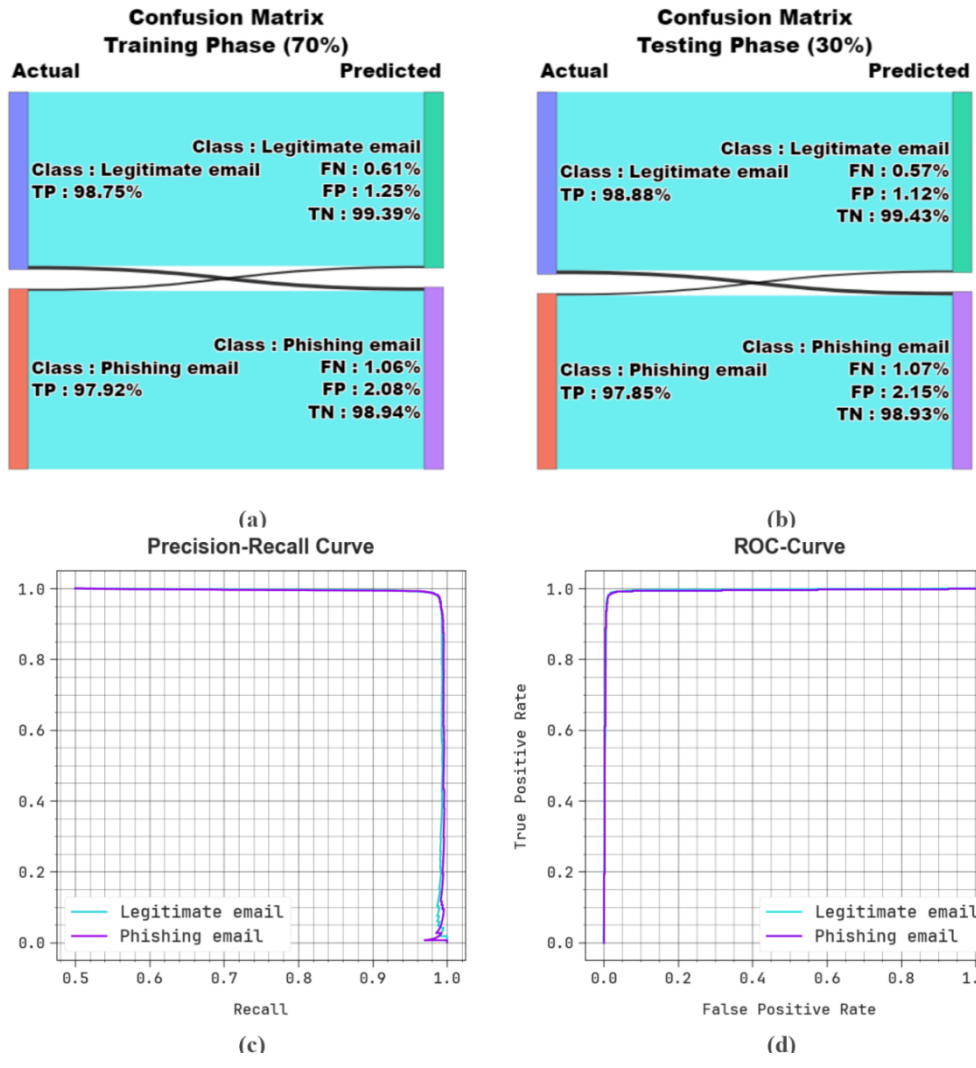 Confusion Matrix
Training Phase (70%)
Actual
Predicted
Class : Legitimate email
Class : Legitimate email
FN : 0.61%
TP : 98.75%
FP : 1.25%
TN : 99.39%
Class : Phishing email
Class : Phishing email
FN : 1.06%
TP : 97.92%
FP : 2.08%
TN : 98.94%
(a)
Confusion Matrix
Testing Phase (30%)
Actual
Predicted
Class : Legitimate email
Class : Legitimate email
FN : 0.57%
TP : 98.88%
FP : 1.12%
TN : 99.43%
Class : Phishing email
Class : Phishing email
FN : 1.07%
TP : 97.85%
FP : 2.15%
TN : 98.93%
(b)
Precision-Recall Curve
1.0
0.8
0.6
0.4
0.2
0.0
Legitimate email
Phishing email
0.5 0.6 0.7 0.8 0.9 1.0
Recall
(c)
ROC-Curve
True Positive Rate
1.0
0.8
0.6
0.4
0.2
0.0
Legitimate email
Phishing email
0.0 0.2 0.4 0.6 0.8
False Positive Rate
(d)